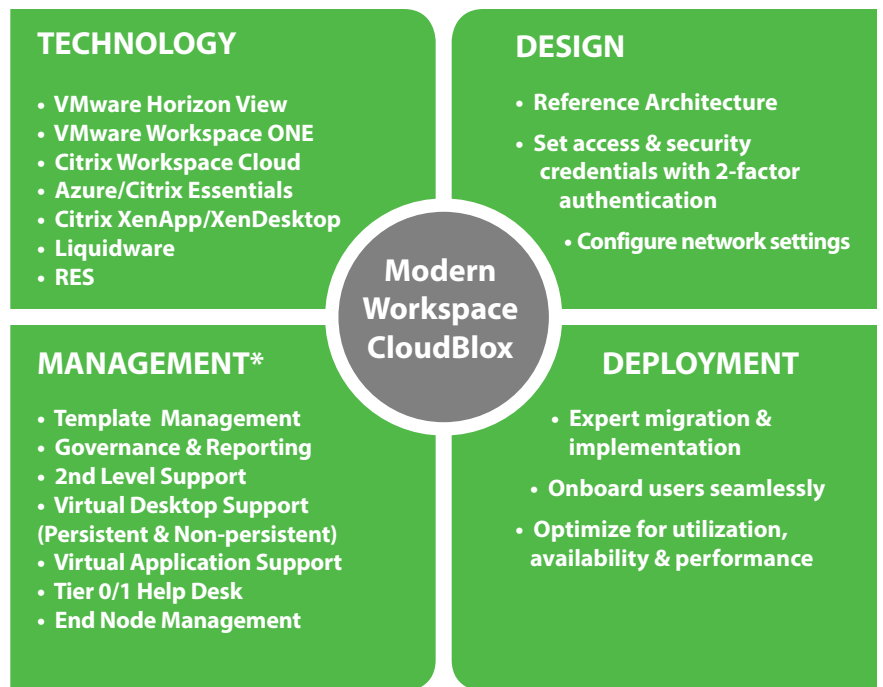 TECHNOLOGY
• VMware Horizon View
• VMware Workspace ONE
• Citrix Workspace Cloud
• Azure/Citrix Essentials
• Citrix XenApp/XenDesktop
• Liquidware
• RES
DESIGN
• Reference Architecture
• Set access & security
credentials with 2-factor
authentication
• Configure network settings
Modern
Workspace
CloudBlox
MANAGEMENT*
• Template Management
• Governance & Reporting
• 2nd Level Support
• Virtual Desktop Support
(Persistent & Non-persistent)
• Virtual Application Support
• Tier 0/1 Help Desk
• End Node Management
DEPLOYMENT
• Expert migration &
implementation
• Onboard users seamlessly
• Optimize for utilization,
availability & performance